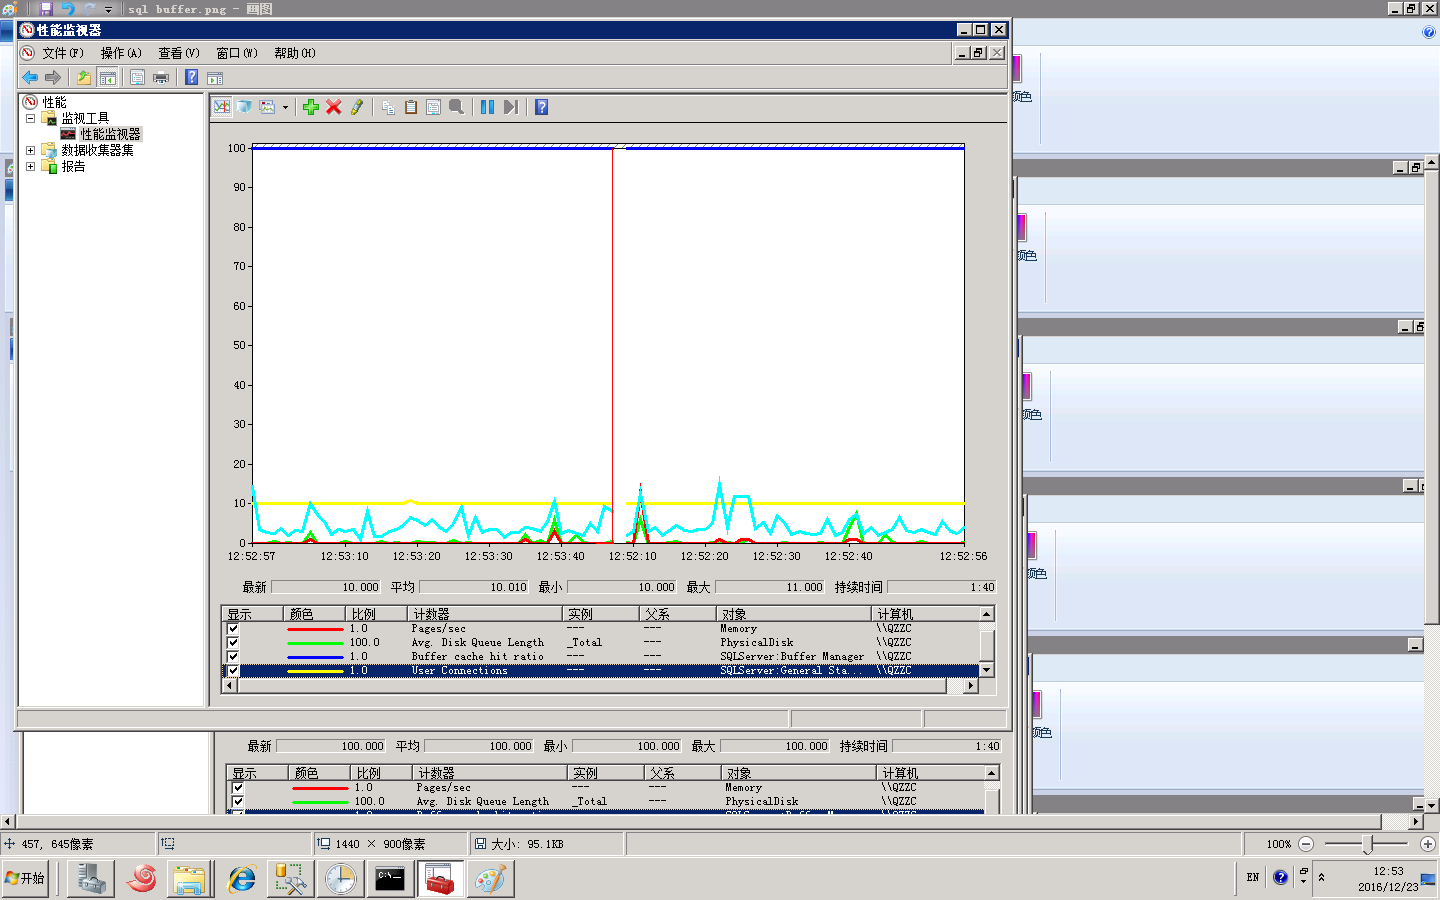 sql buffer.png - 画图
性能监视器
文件(F) 操作(A) 查看(V) 窗口(W) 帮助(H)
性能
监视工具
性能监视器
数据收集器集
报告
100
90
80
70
60
50
40
30
20
10
0
12:52:57 12:53:10 12:53:20 12:53:30 12:53:40 12:52:10 12:52:20 12:52:30 12:52:40 12:52:56
最新 10.000 平均 10.010 最小 10.000 最大 11.000 持续时间 1:40
显示 颜色 比例 计数器 实例 父系 对象 计算机
1.0 Pages/sec --- --- Memory \\QZZC
100.0 Avg. Disk Queue Length _Total --- PhysicalDisk \\QZZC
1.0 Buffer cache hit ratio --- --- SQLServer:Buffer Manager \\QZZC
1.0 User Connections --- --- SQLServer:General Sta... \\QZZC
颜色
颜色
颜色
颜色
颜色
最新 100.000 平均 100.000 最小 100.000 最大 100.000 持续时间 1:40
显示 颜色 比例 计数器 实例 父系 对象 计算机
1.0 Pages/sec --- --- Memory \\QZZC
100.0 Avg. Disk Queue Length _Total --- PhysicalDisk \\QZZC
457, 645像素 1440 × 900像素 大小: 95.1KB 100%
开始 C:\_ EN 12:53
2016/12/23